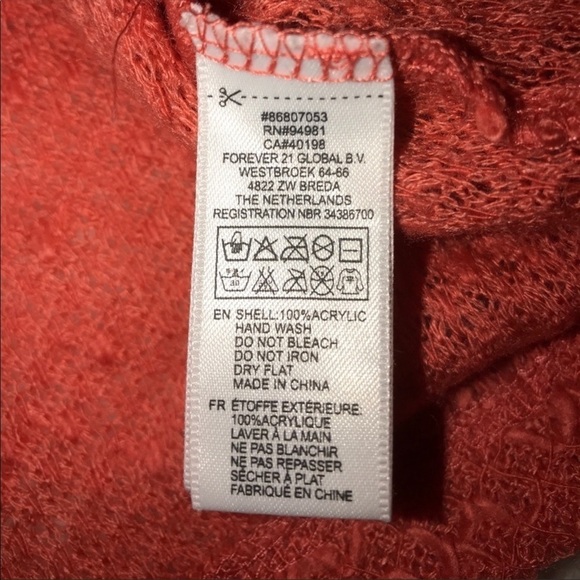 #86807053
RN#94981
CA#40198
FOREVER 21 GLOBAL B.V.
WESTBROEK 64-66
4822 ZW BREDA
THE NETHERLANDS
REGISTRATION NBR 34386700
EN SHELL:100%ACRYLIC
HAND WASH
DO NOT BLEACH
DO NOT IRON
DRY FLAT
MADE IN CHINA
FR ÉTOFFE EXTÉRIEURE:
100%ACRYLIQUE
LAVER À LA MAIN
NE PAS BLANCHIR
NE PAS REPASSER
SÉCHER À PLAT
FABRIQUÉ EN CHINE